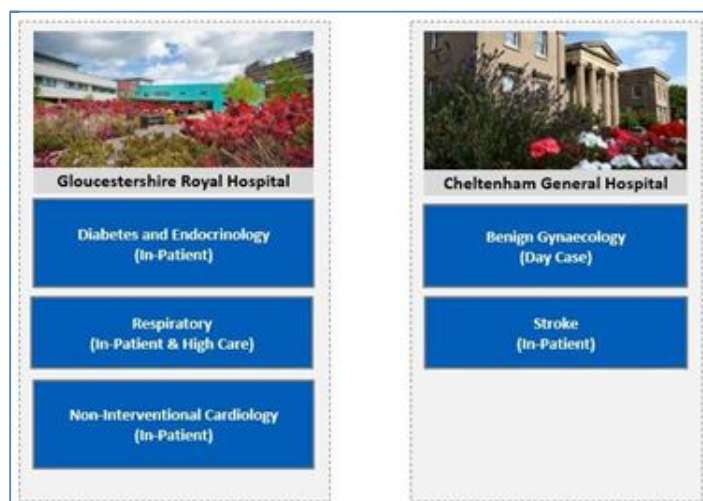 Gloucestershire Royal Hospital
Diabetes and Endocrinology
(In-Patient)
Respiratory
(In-Patient & High Care)
Non-Interventional Cardiology
(In-Patient)
Cheltenham General Hospital
Benign Gynaecology
(Day Case)
Stroke
(In-Patient)